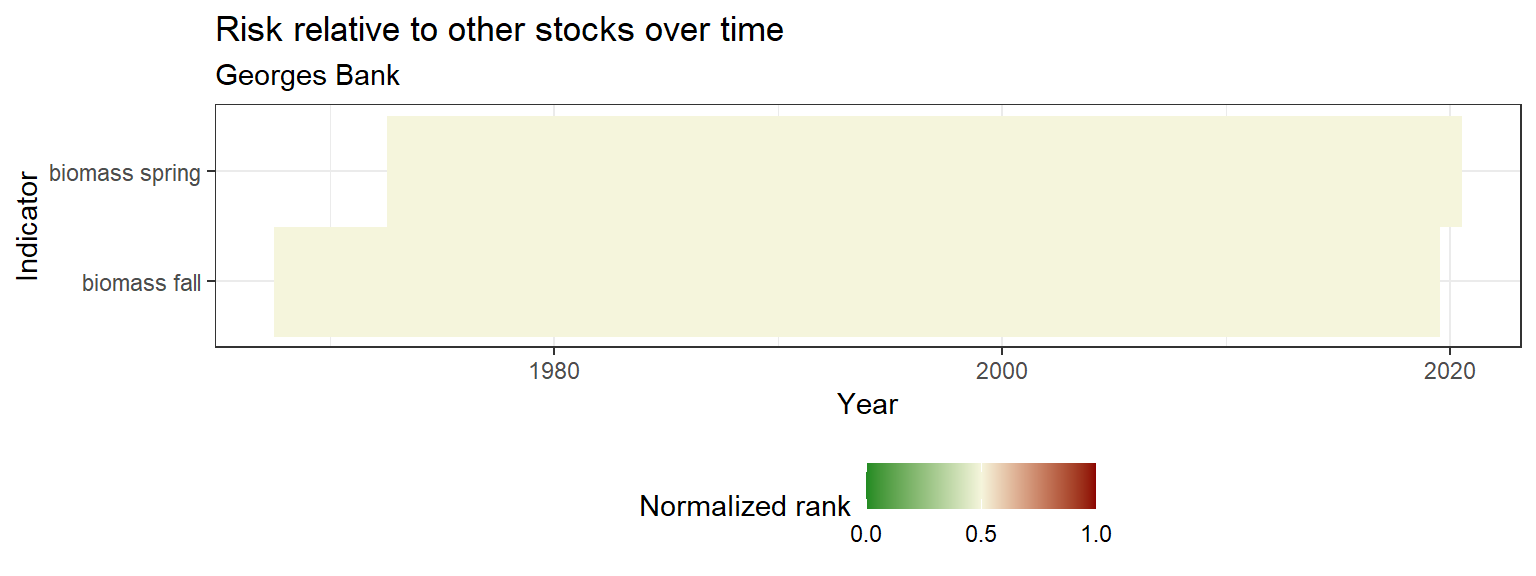 Risk relative to other stocks over time
Georges Bank
Indicator
biomass spring
biomass fall
1980 2000 2020
Year
Normalized rank
0.0 0.5 1.0